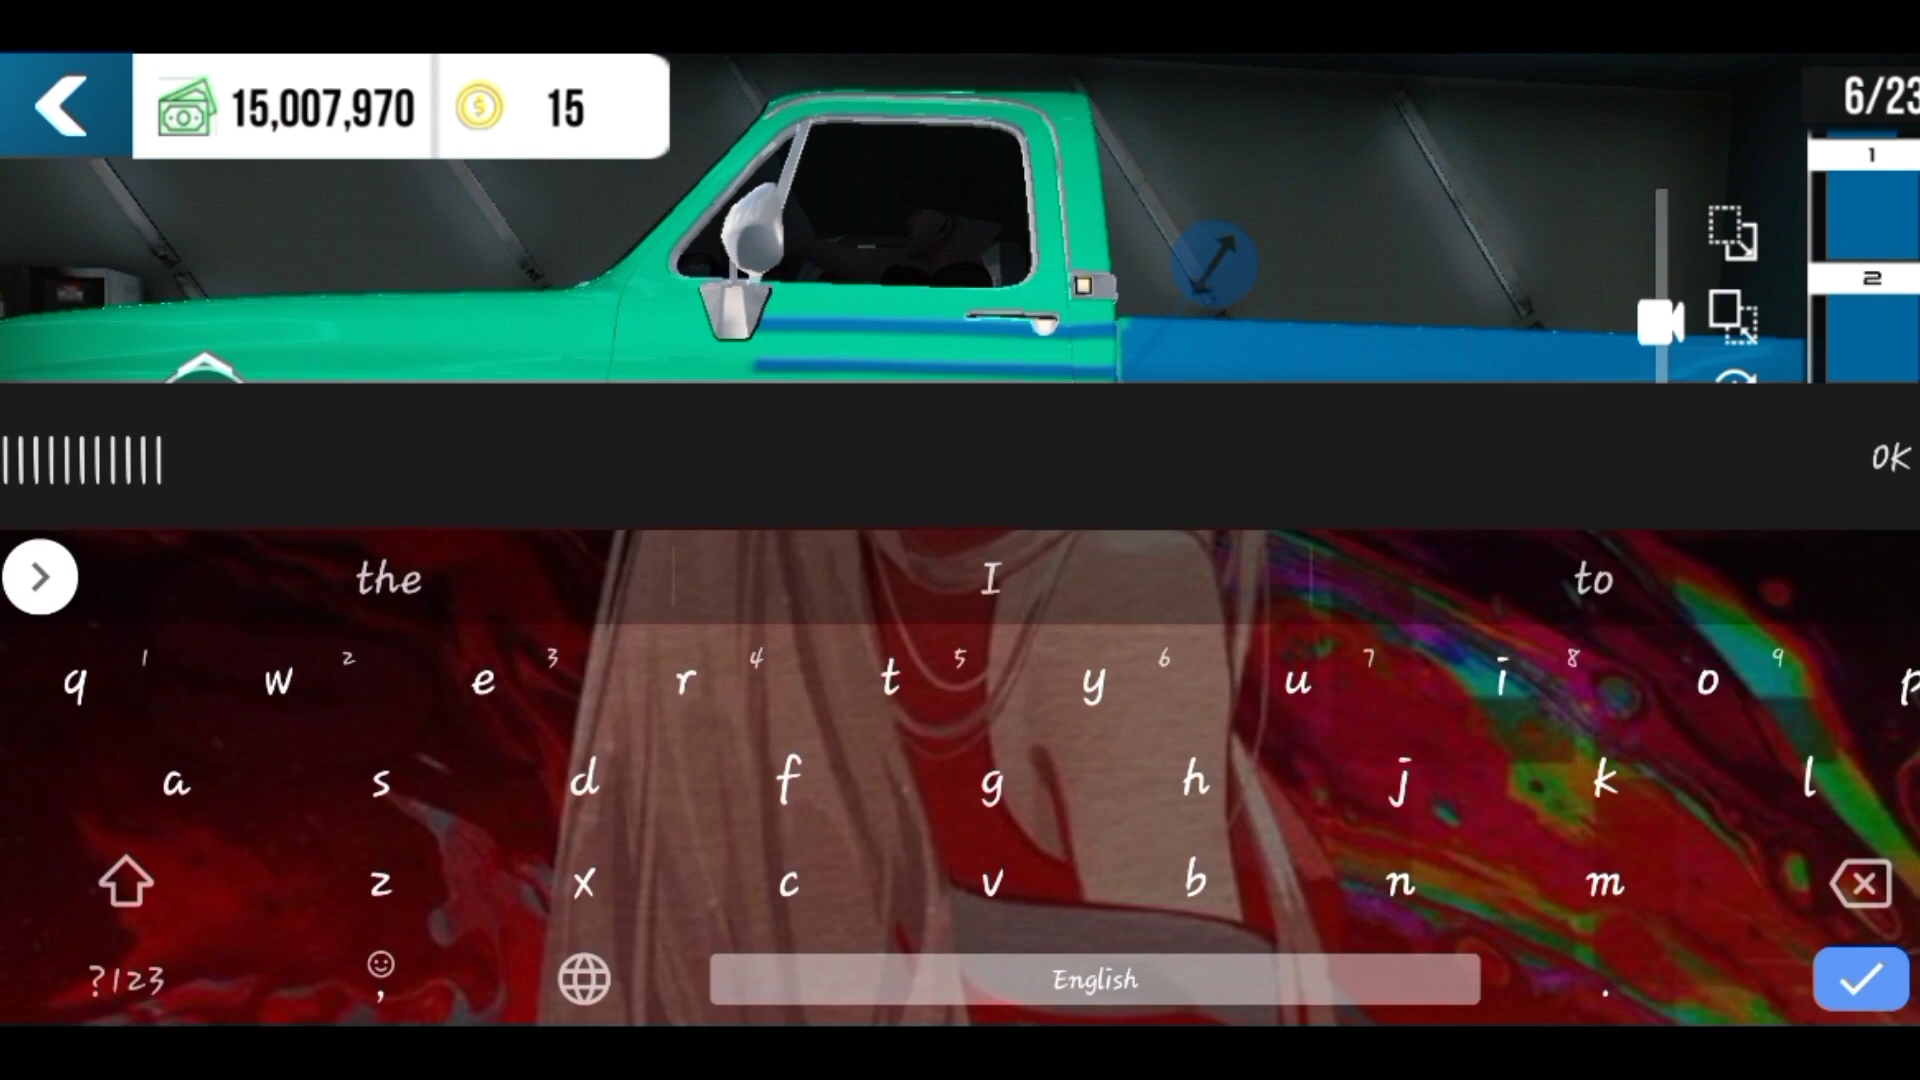 15,007,970 15 6/23
1
2
||||||||||| OK
the I to
1 2 3 4 5 6 7 8 9
q w e r t y u i o p
a s d f g h j k l
z x c v b n m
?123 , English .